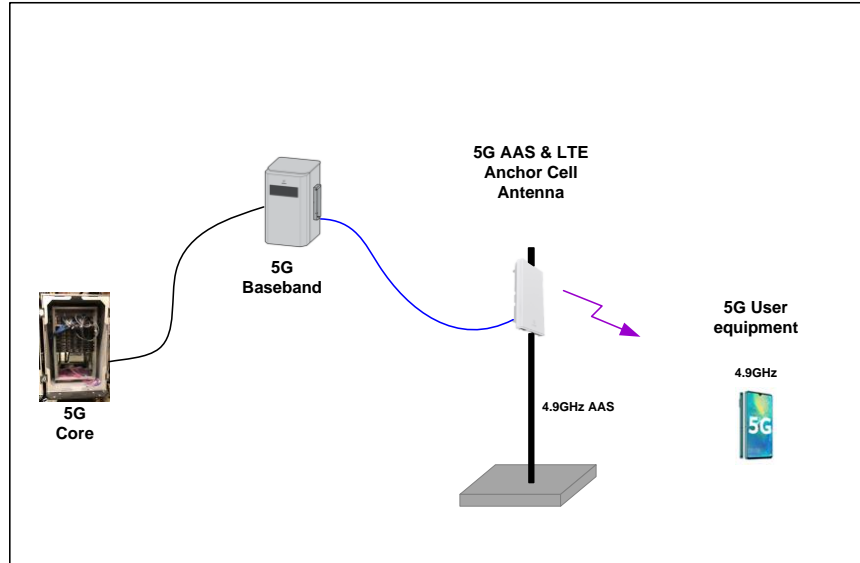 5G AAS & LTE
Anchor Cell
Antenna
5G
Baseband
5G User
equipment
4.9GHz
5G
4.9GHz AAS
5G
Core